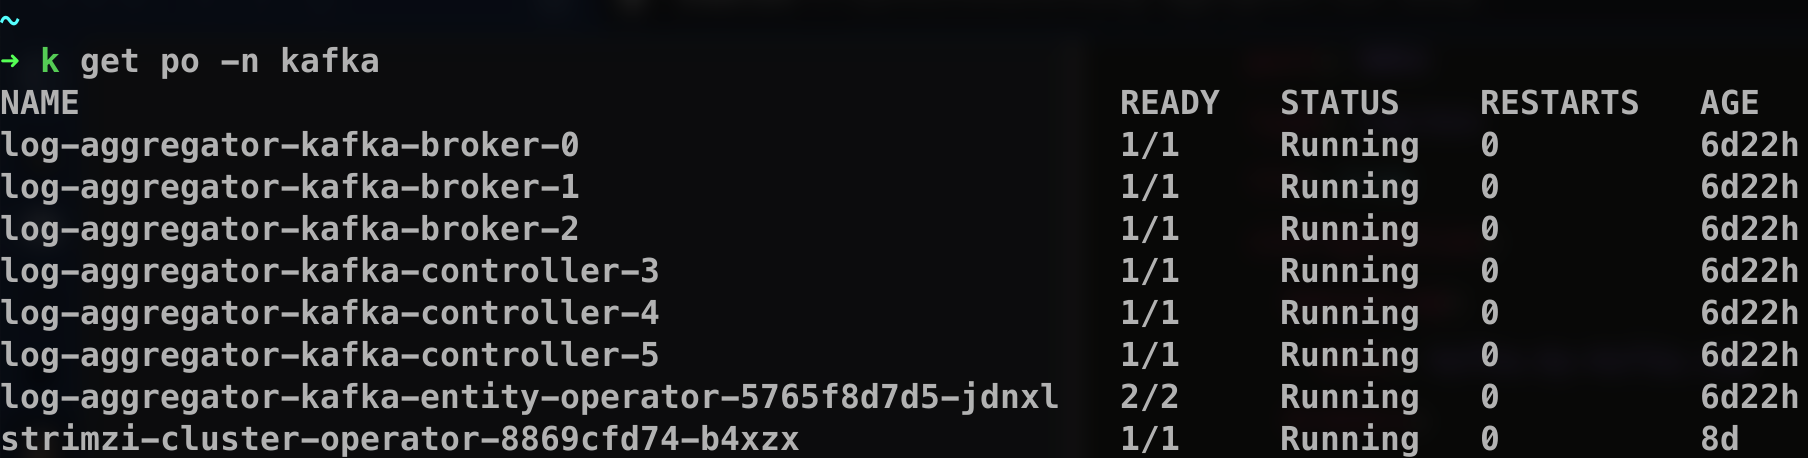 ~
➜ k get po -n kafka
NAME READY STATUS RESTARTS AGE
log-aggregator-kafka-broker-0 1/1 Running 0 6d22h
log-aggregator-kafka-broker-1 1/1 Running 0 6d22h
log-aggregator-kafka-broker-2 1/1 Running 0 6d22h
log-aggregator-kafka-controller-3 1/1 Running 0 6d22h
log-aggregator-kafka-controller-4 1/1 Running 0 6d22h
log-aggregator-kafka-controller-5 1/1 Running 0 6d22h
log-aggregator-kafka-entity-operator-5765f8d7d5-jdnxl 2/2 Running 0 6d22h
strimzi-cluster-operator-8869cfd74-b4xzx 1/1 Running 0 8d